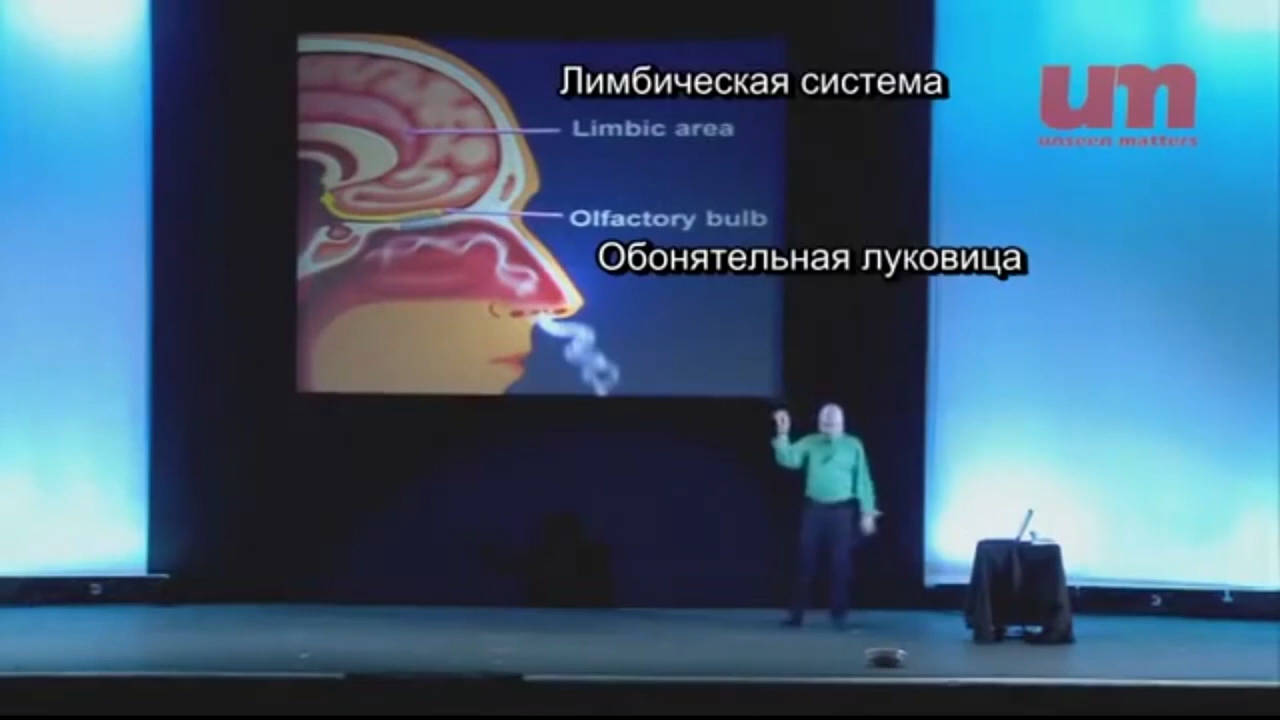 Лимбическая система
um
Limbic area
unseen matters
Olfactory bulb
Обонятельная луковица